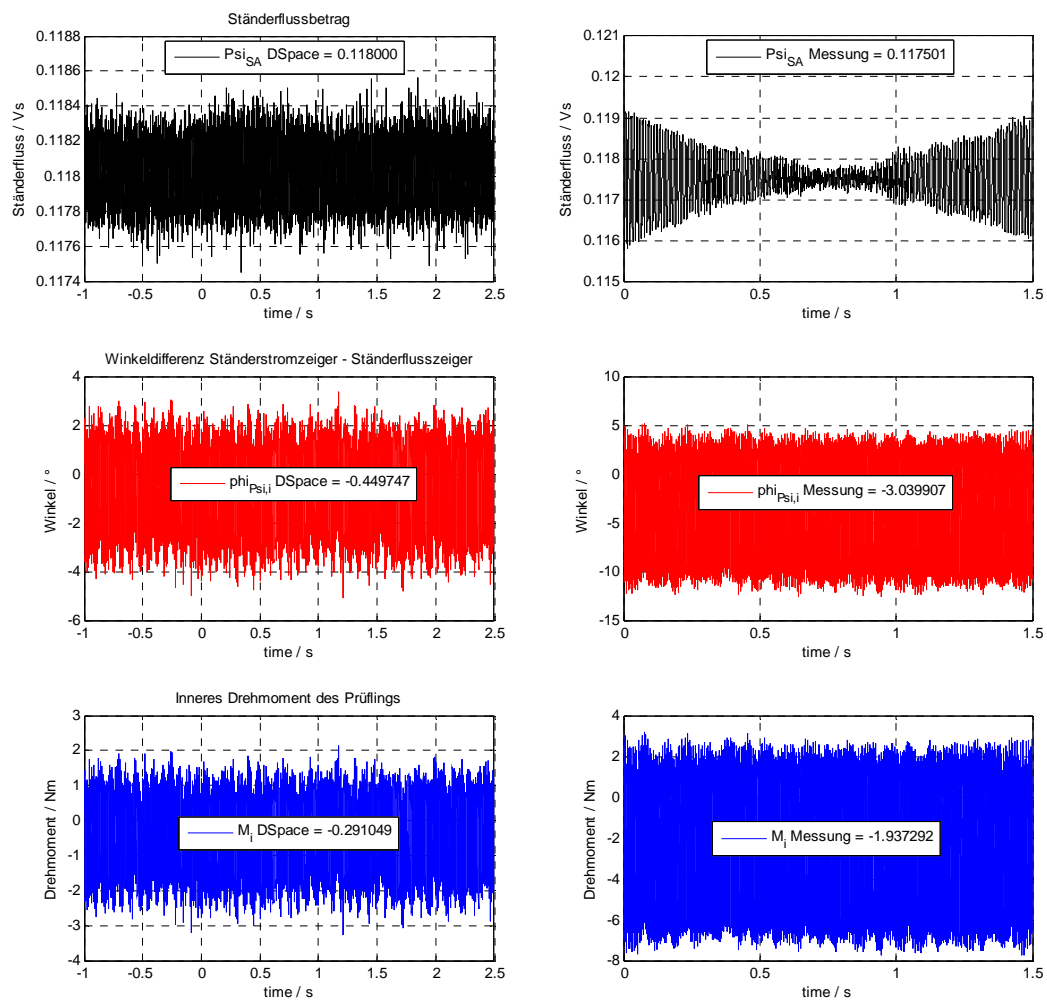 Ständerflussbetrag
0.1188
0.1186
0.1184
0.1182
0.118
0.1178
0.1176
0.1174
Ständerfluss / Vs
Psi_SA DSpace = 0.118000
-1 -0.5 0 0.5 1 1.5 2 2.5
time / s
0.121
0.12
0.119
0.118
0.117
0.116
0.115
Ständerfluss / Vs
Psi_SA Messung = 0.117501
0 0.5 1 1.5
time / s
Winkeldifferenz Ständerstromzeiger - Ständerflusszeiger
4
2
0
-2
-4
-6
Winkel / °
phi_Psi,i DSpace = -0.449747
-1 -0.5 0 0.5 1 1.5 2 2.5
time / s
10
5
0
-5
-10
-15
Winkel / °
phi_Psi,i Messung = -3.039907
0 0.5 1 1.5
time / s
Inneres Drehmoment des Prüflings
3
2
1
0
-1
-2
-3
-4
Drehmoment / Nm
M_i DSpace = -0.291049
-1 -0.5 0 0.5 1 1.5 2 2.5
time / s
4
2
0
-2
-4
-6
-8
Drehmoment / Nm
M_i Messung = -1.937292
0 0.5 1 1.5
time / s